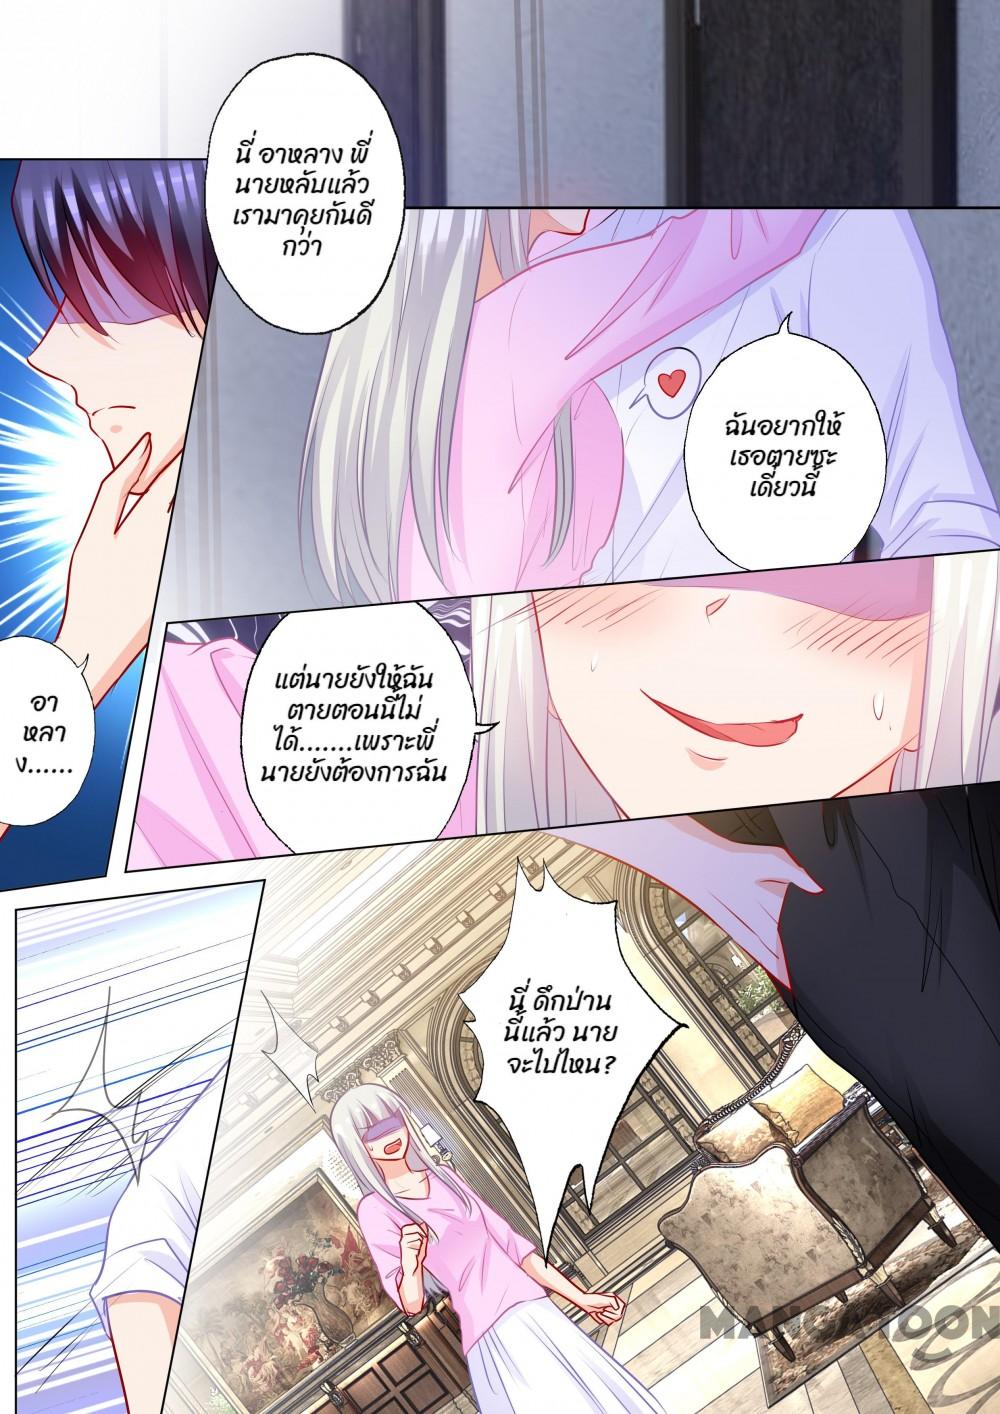 นี่ อาหลาง พี่
นายหลับแล้ว
เรามาคุยกันดี
กว่า
ฉันอยากให้
เธอตายซะ
เดี๋ยวนี้
แต่นายยังให้ฉัน
ตายตอนนี้ไม่
ได้.......เพราะพี่
นายยังต้องการฉัน
อา
หลา
ง......
นี่ ดึกป่าน
นี้แล้ว นาย
จะไปไหน?
MANGATOON